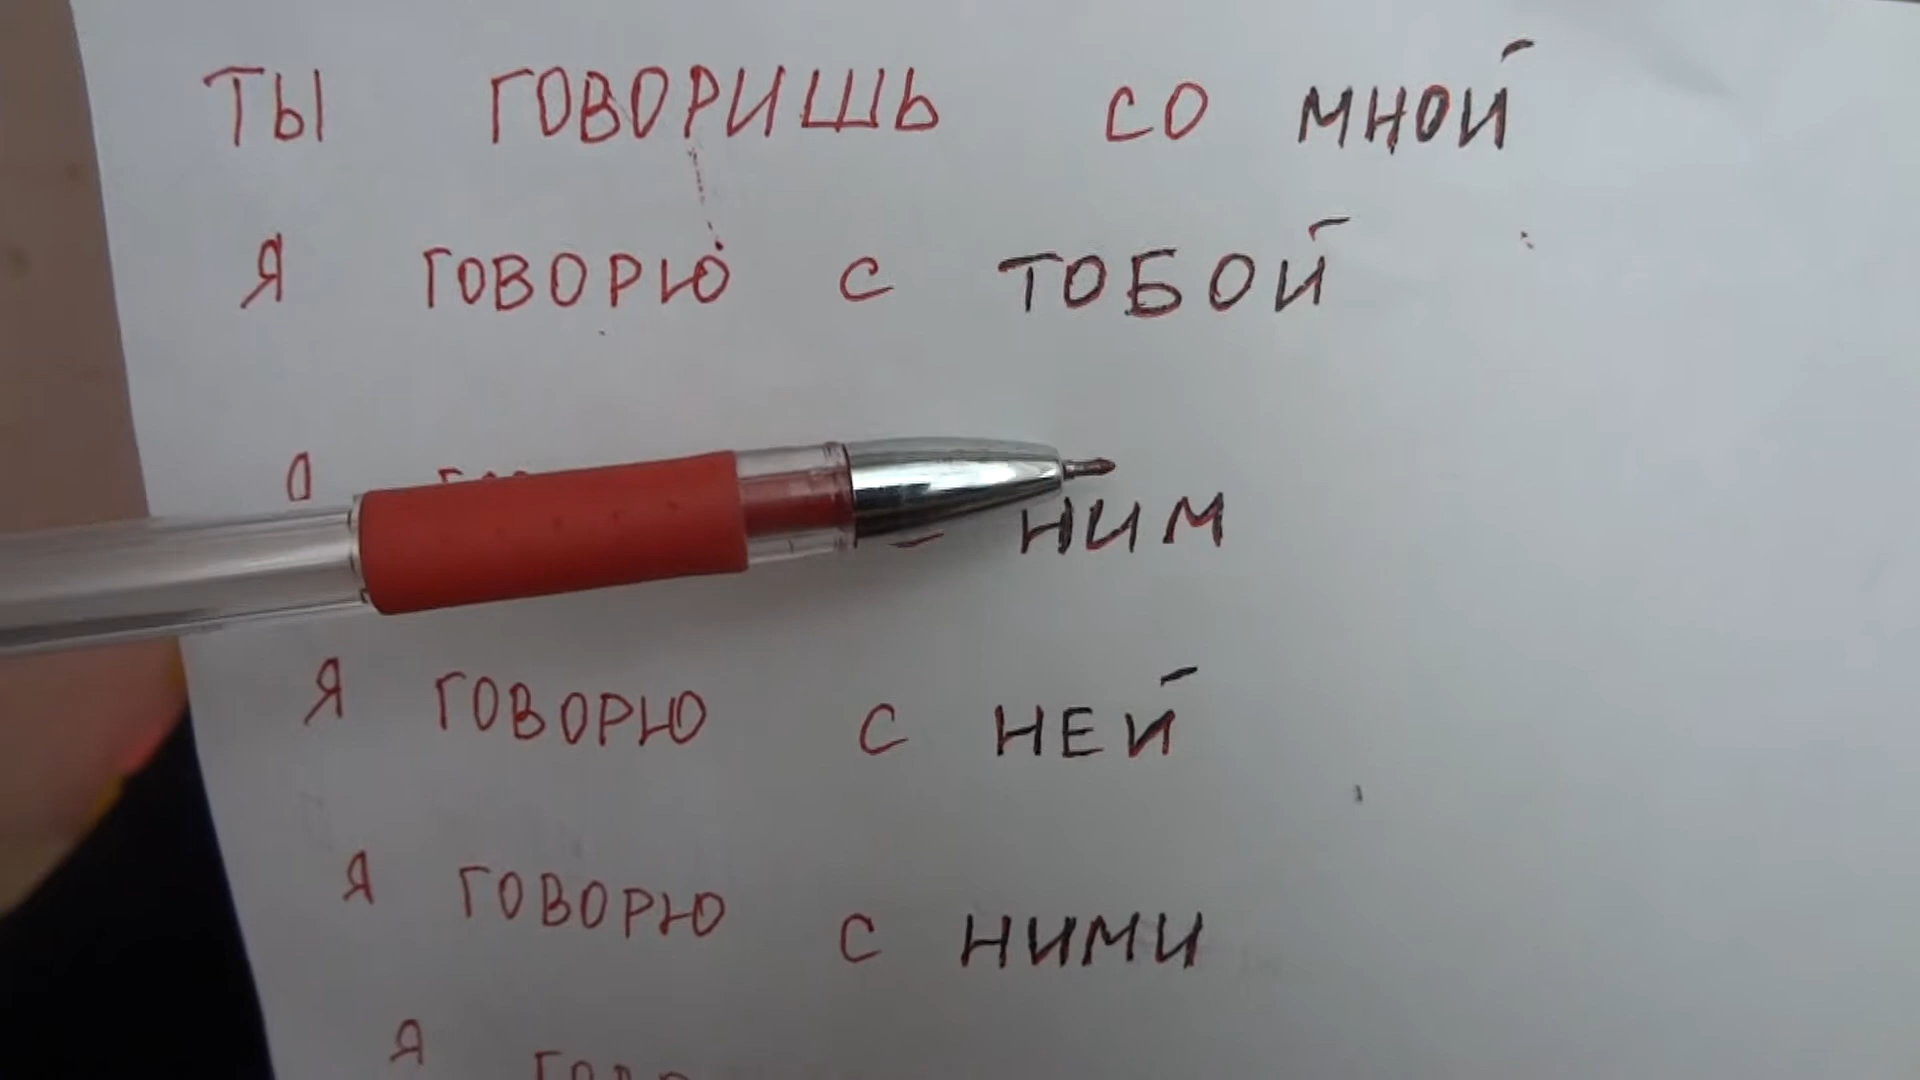 ТЫ ГОВОРИШЬ СО МНОЙ
Я ГОВОРЮ С ТОБОЙ
НИМ
Я ГОВОРЮ С НЕЙ
Я ГОВОРЮ С НИМИ
Я